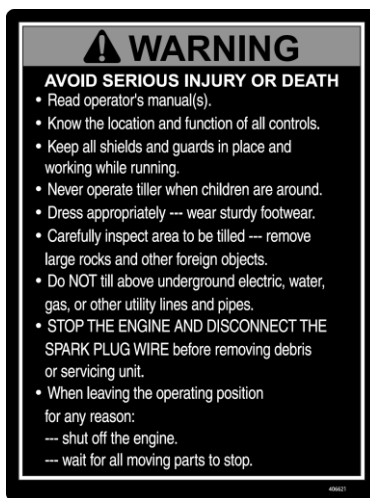 WARNING
AVOID SERIOUS INJURY OR DEATH
• Read operator's manual(s).
• Know the location and function of all controls.
• Keep all shields and guards in place and
working while running.
• Never operate tiller when children are around.
• Dress appropriately --- wear sturdy footwear.
• Carefully inspect area to be tilled --- remove
large rocks and other foreign objects.
• Do NOT till above underground electric, water,
gas, or other utility lines and pipes.
• STOP THE ENGINE AND DISCONNECT THE
SPARK PLUG WIRE before removing debris
or servicing unit.
• When leaving the operating position
for any reason:
--- shut off the engine.
--- wait for all moving parts to stop.
406621